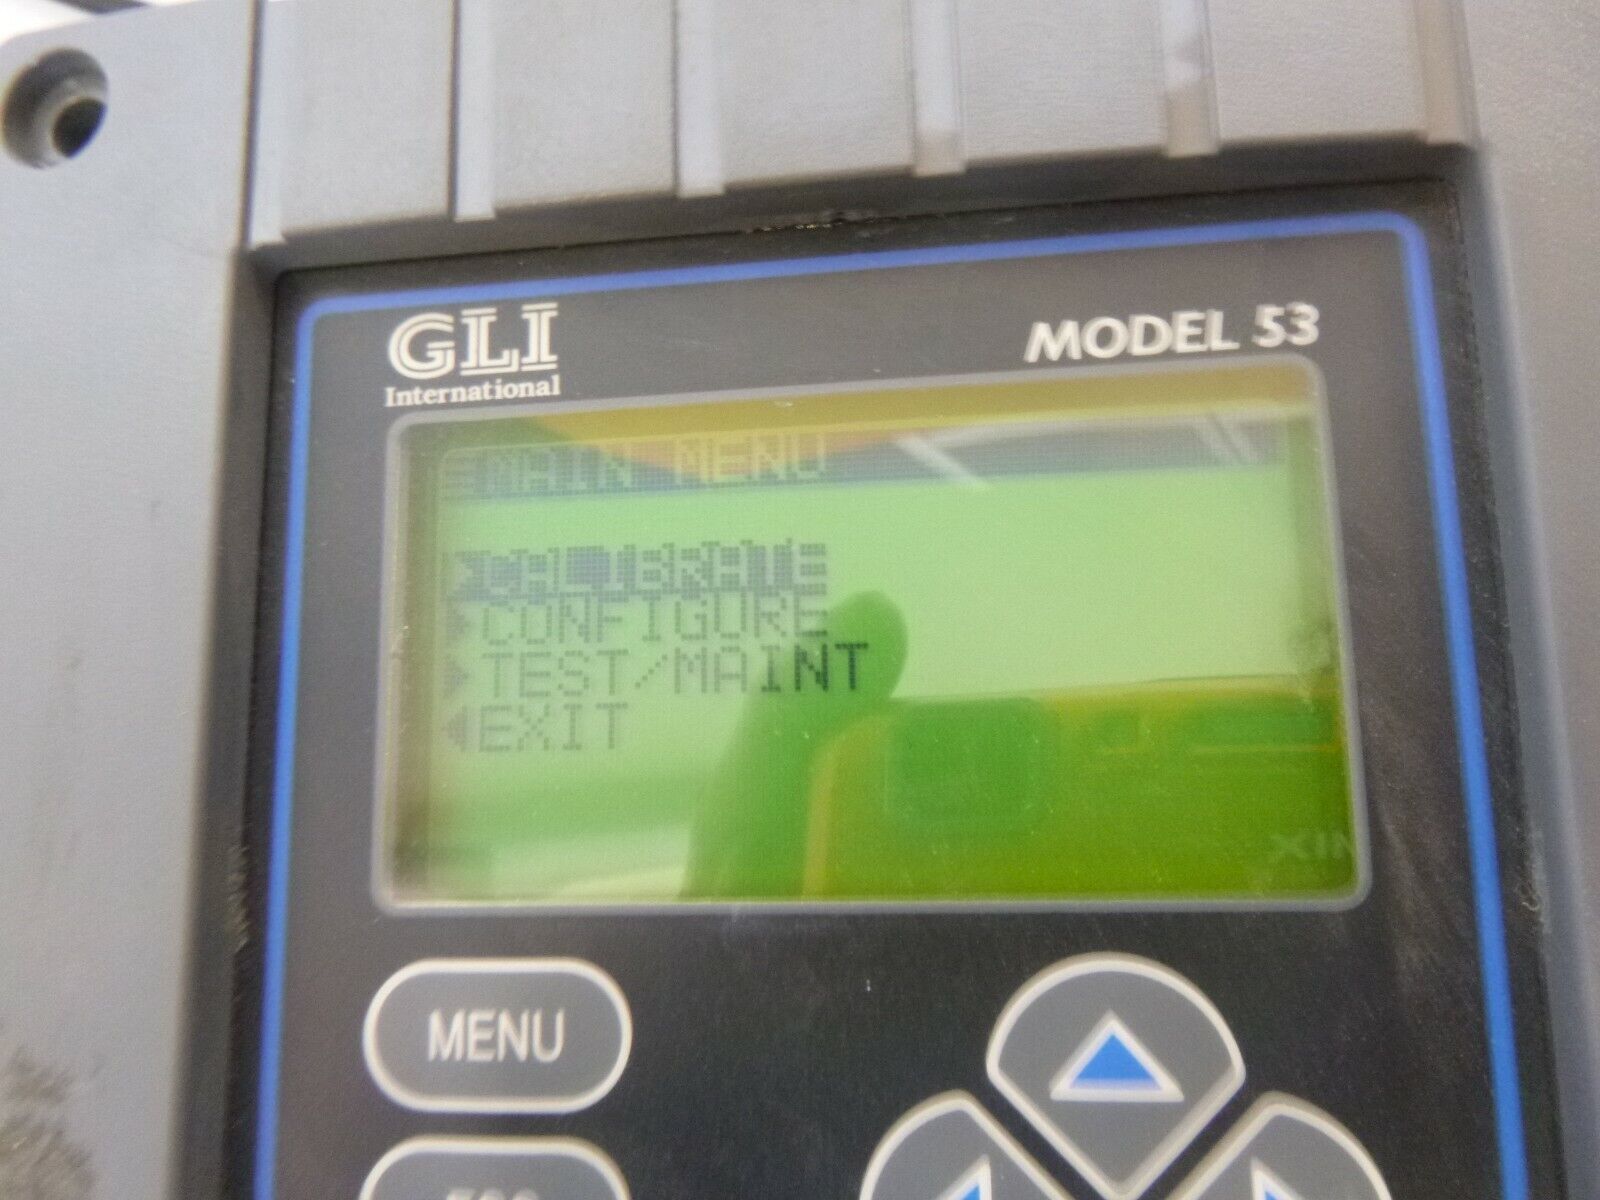 GLI
International
MODEL 53
MAIN MENU
CALIBRATE
CONFIGURE
TEST/MAINT
EXIT
MENU